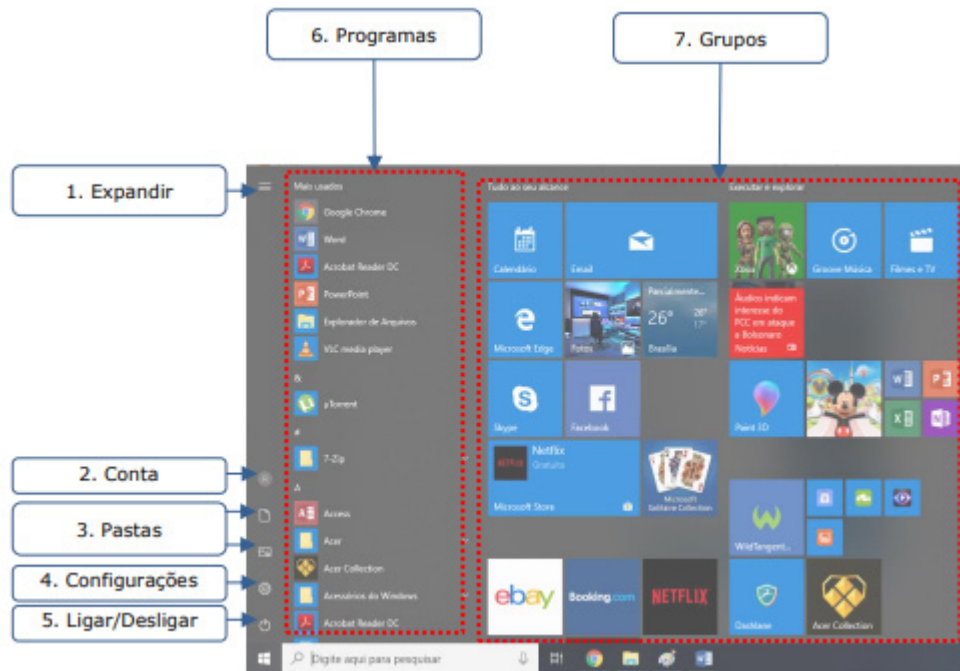 6. Programas
7. Grupos
1. Expandir
2. Conta
3. Pastas
4. Configurações
5. Ligar/Desligar
Mais usados
Google Chrome
Word
Acrobat Reader DC
PowerPoint
Explorador de Arquivos
VLC media player
&
µTorrent
#
7-Zip
A
Access
Acer
Acer Collection
Acessórios do Windows
Acrobat Reader DC
Tudo ao seu alcance
Calendário
Email
Microsoft Edge
Fotos
Parcialmente...
26° 28°
17°
Brasília
Skype
Facebook
Netflix
Gratuito
NETFLIX
Microsoft Store
Microsoft
Solitaire Collection
ebay
Booking.com
NETFLIX
Executar e explorar
Xbox
Groove Música
Filmes e TV
Áudios indicam
interesse do
PCC em ataque
a Bolsonaro
Notícias
Paint 3D
WildTangent...
Dashlane
Acer Collection
Digite aqui para pesquisar